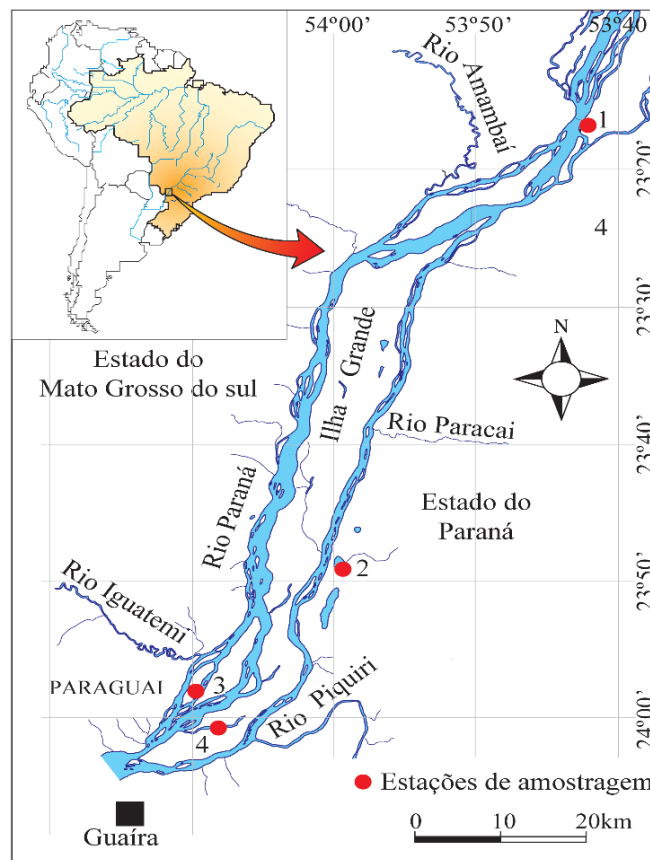 54°00'
53°50'
53°40
Rio Amambaí
1
23°20'
4
23°30'
N
Estado do
Mato Grosso do sul
Ilha Grande
Rio Paracai
23°40'
Rio Paraná
Estado do
Paraná
2
23°50'
Rio Iguatemi
PARAGUAI
3
4
Rio Piquiri
24°00'
Estações de amostragem
Guaíra
0
10
20km